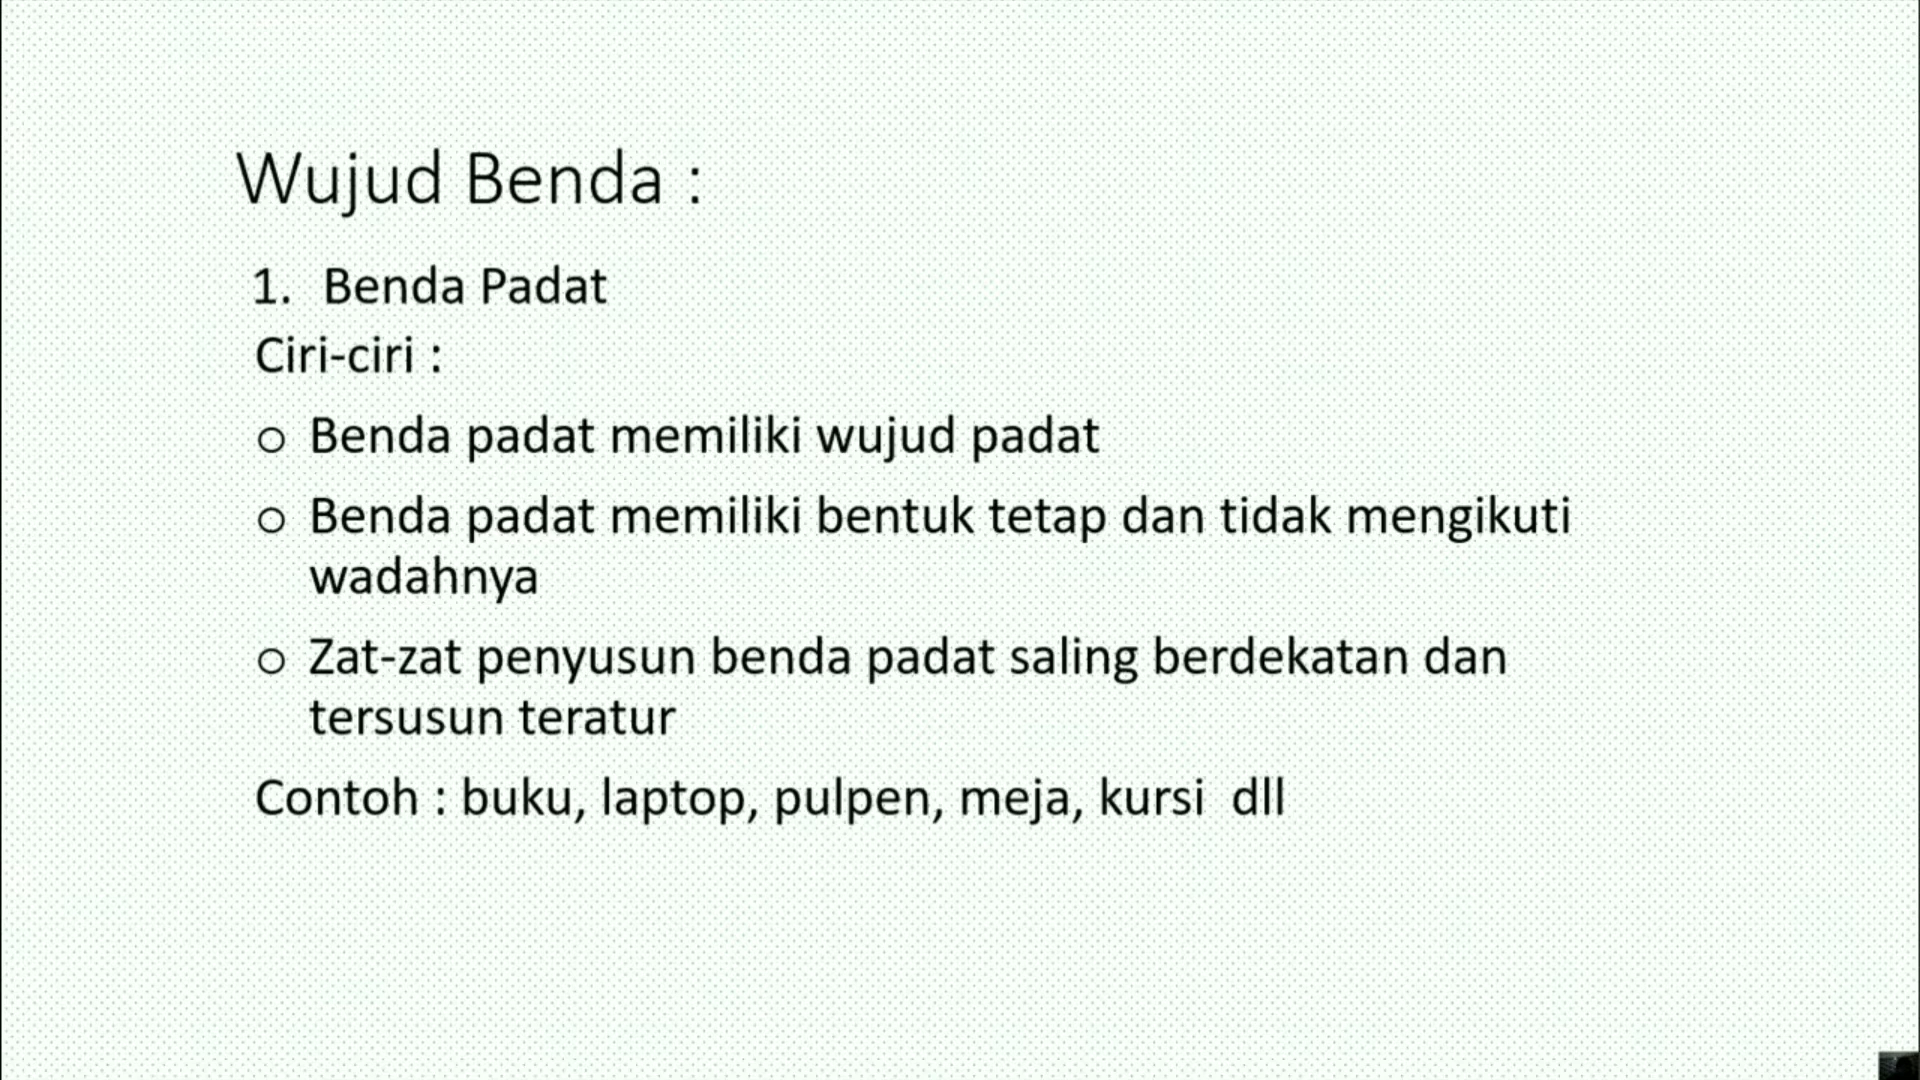 Wujud Benda :
1. Benda Padat
Ciri-ciri :
o Benda padat memiliki wujud padat
o Benda padat memiliki bentuk tetap dan tidak mengikuti
wadahnya
o Zat-zat penyusun benda padat saling berdekatan dan
tersusun teratur
Contoh : buku, laptop, pulpen, meja, kursi  dll